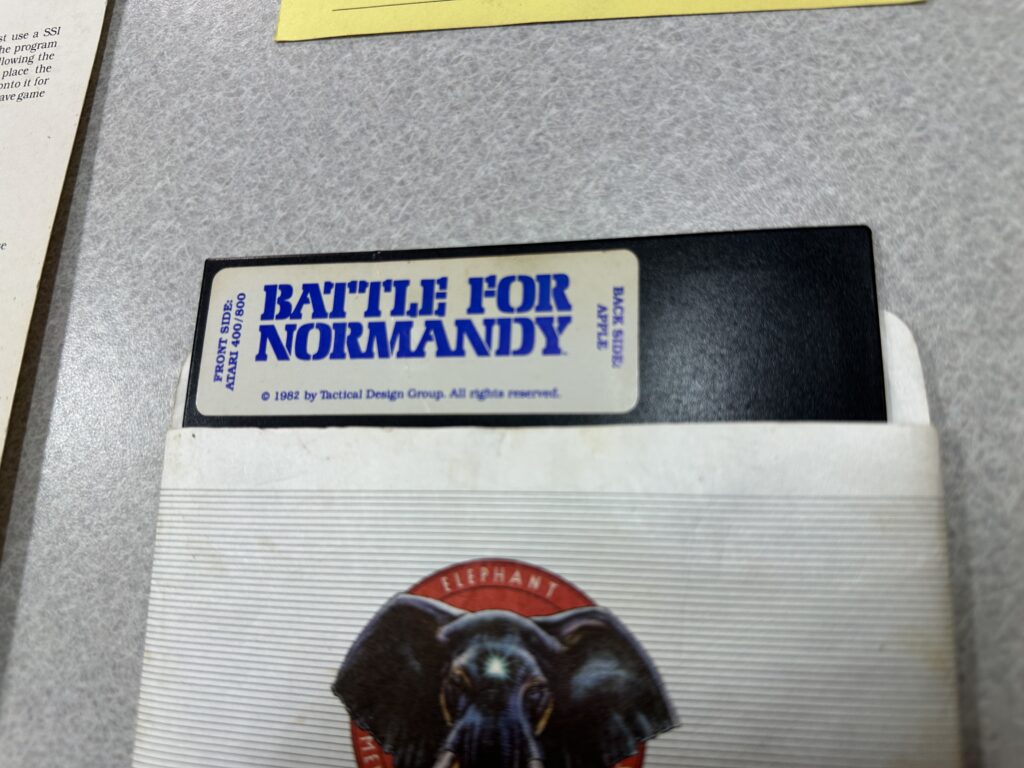 st use a SSI
he program
llowing the
place the
onto it for
ave game
BATTLE FOR
NORMANDY
FRONT SIDE:
ATARI 400/800
BACK SIDE:
APPLE
© 1982 by Tactical Design Group. All rights reserved.
ELEPHANT
ME